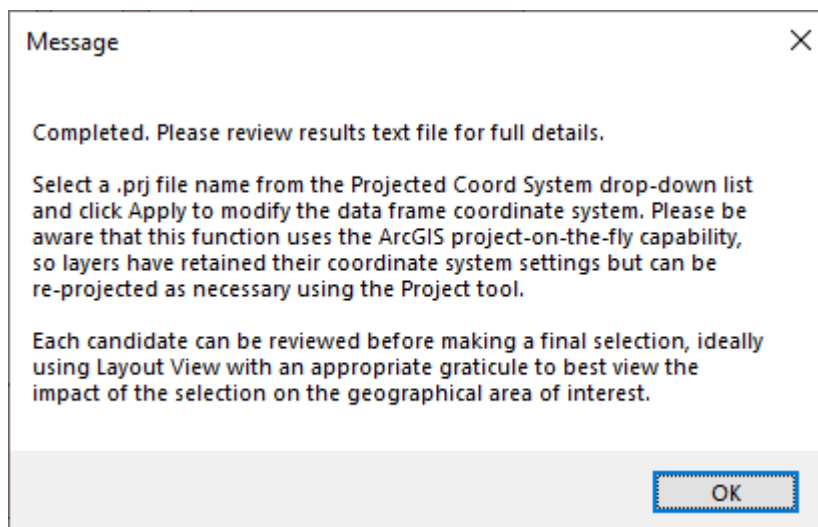 Message
Completed. Please review results text file for full details.
Select a .prj file name from the Projected Coord System drop-down list
and click Apply to modify the data frame coordinate system. Please be
aware that this function uses the ArcGIS project-on-the-fly capability,
so layers have retained their coordinate system settings but can be
re-projected as necessary using the Project tool.
Each candidate can be reviewed before making a final selection, ideally
using Layout View with an appropriate graticule to best view the
impact of the selection on the geographical area of interest.
OK